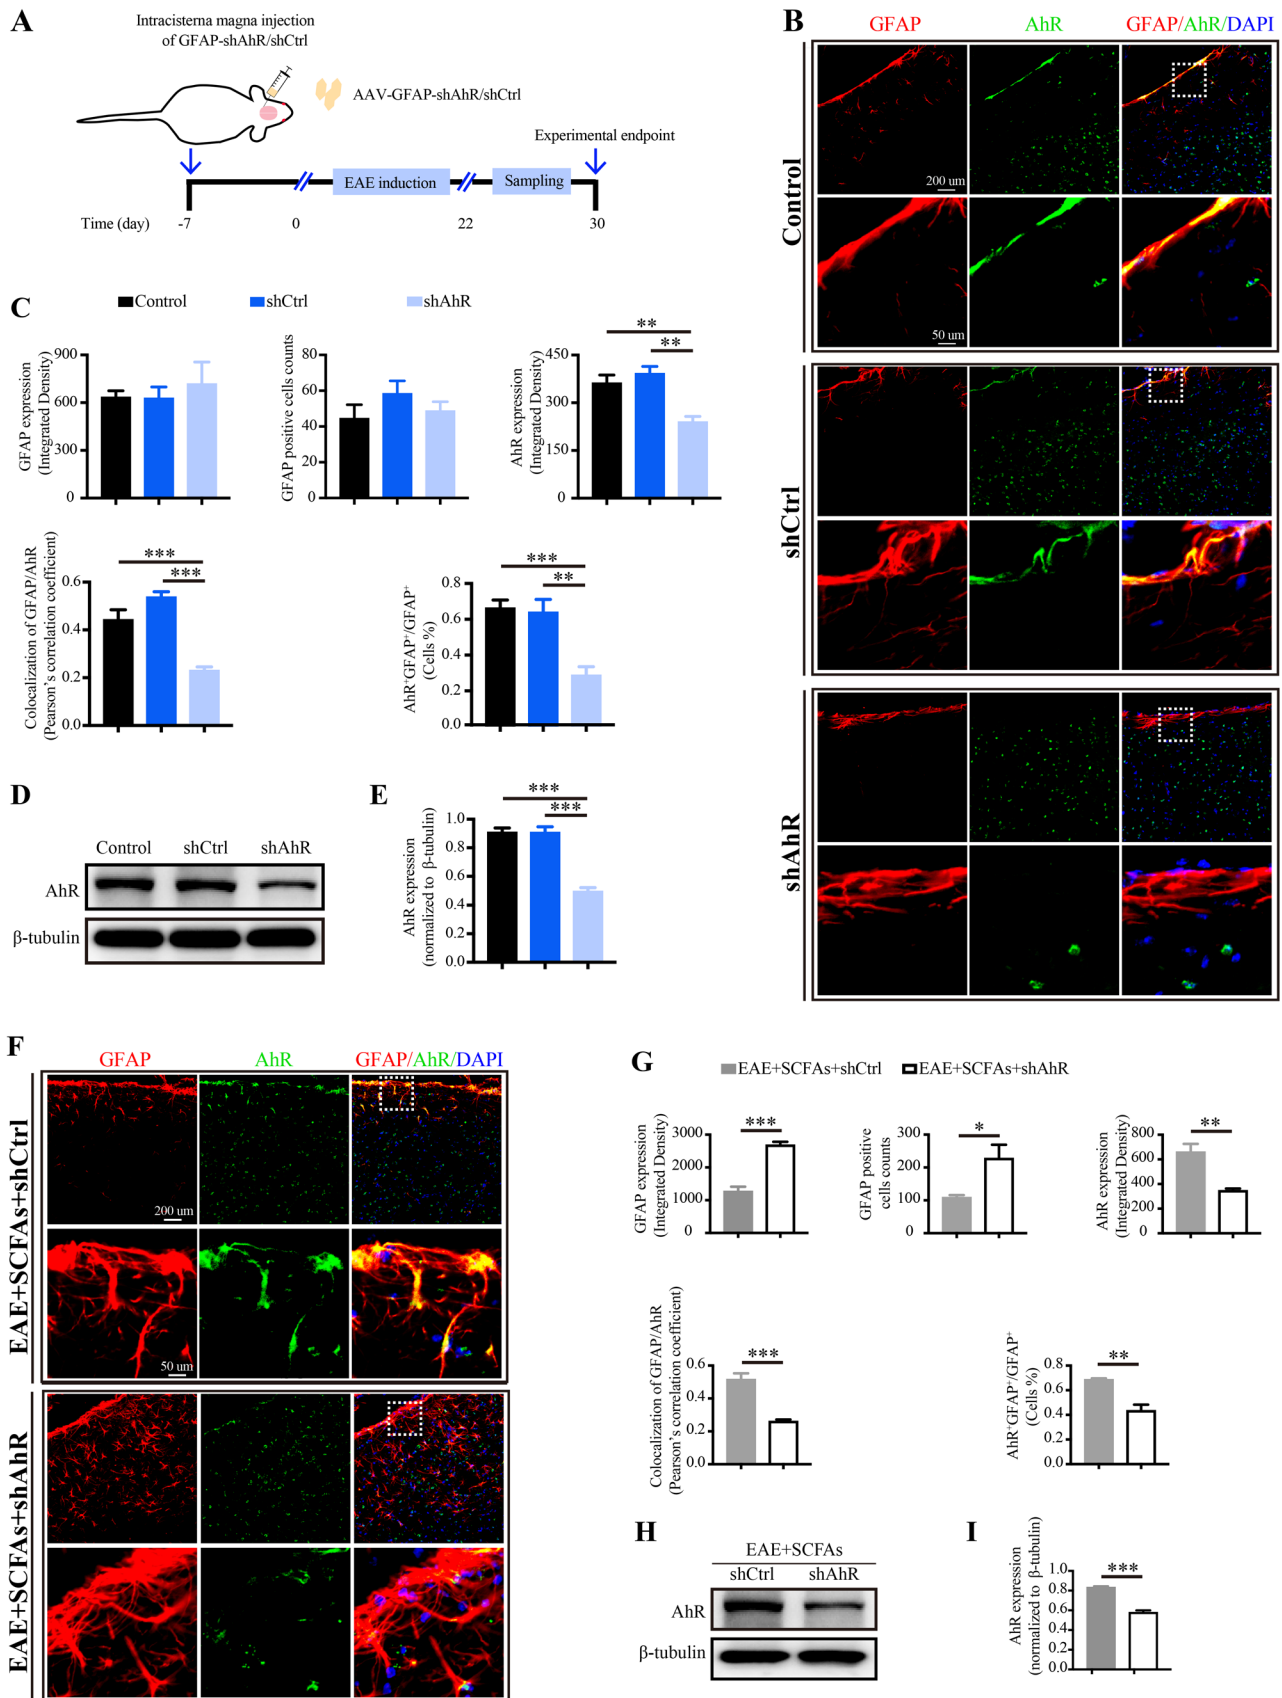 A
Intracisterna magna injection
of GFAP-shAhR/shCtrl
AAV-GFAP-shAhR/shCtrl
Experimental endpoint
EAE induction
Sampling
Time (day)
-7
0
22
30
B
GFAP
AhR
GFAP/AhR/DAPI
Control
200 um
50 um
shCtrl
shAhR
C
Control
shCtrl
shAhR
GFAP expression
(Integrated Density)
900
600
300
0
GFAP positive cells counts
80
60
40
20
0
AhR expression
(Integrated Density)
450
300
150
0
**
**
Colocalization of GFAP/AhR
(Pearson's correlation coefficient)
0.6
0.4
0.2
0.0
***
***
AhR⁺GFAP⁺/GFAP⁺
(Cells %)
0.8
0.6
0.4
0.2
0.0
***
**
D
Control
shCtrl
shAhR
AhR
β-tubulin
E
AhR expression
(normalized to β-tubulin)
1.0
0.8
0.6
0.4
0.2
0.0
***
***
F
GFAP
AhR
GFAP/AhR/DAPI
EAE+SCFAs+shCtrl
200 um
50 um
EAE+SCFAs+shAhR
G
EAE+SCFAs+shCtrl
EAE+SCFAs+shAhR
GFAP expression
(Integrated Density)
3000
2000
1000
0
***
GFAP positive
cells counts
300
200
100
0
*
AhR expression
(Integrated Density)
800
600
400
200
0
**
Colocalization of GFAP/AhR
(Pearson's correlation coefficient)
0.6
0.4
0.2
0.0
***
AhR⁺GFAP⁺/GFAP⁺
(Cells %)
0.8
0.6
0.4
0.2
0.0
**
H
EAE+SCFAs
shCtrl
shAhR
AhR
β-tubulin
I
AhR expression
(normalized to β-tubulin)
1.0
0.8
0.6
0.4
0.2
0.0
***